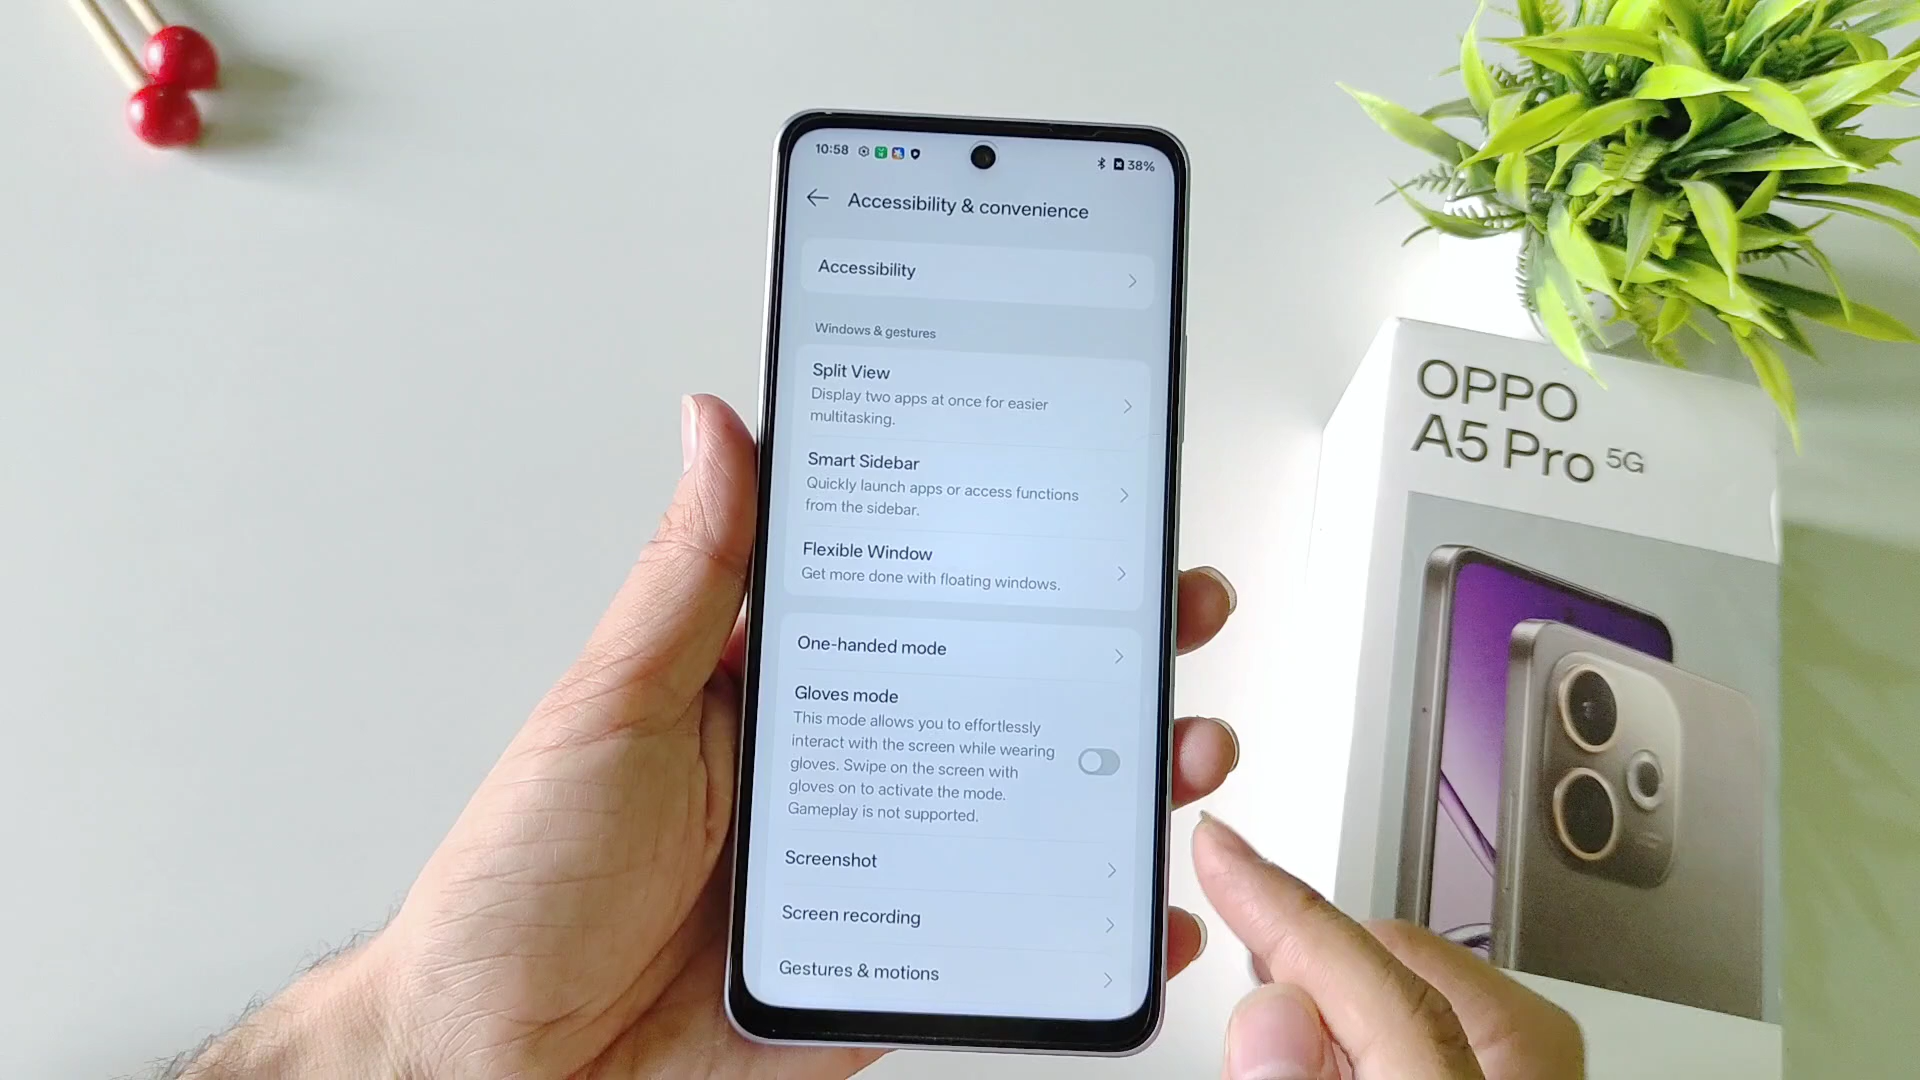 10:58
38%
Accessibility & convenience
Accessibility
Windows & gestures
Split View
Display two apps at once for easier
multitasking.
Smart Sidebar
Quickly launch apps or access functions
from the sidebar.
Flexible Window
Get more done with floating windows.
One-handed mode
Gloves mode
This mode allows you to effortlessly
interact with the screen while wearing
gloves. Swipe on the screen with
gloves on to activate the mode.
Gameplay is not supported.
Screenshot
Screen recording
Gestures & motions
OPPO
A5 Pro 5G